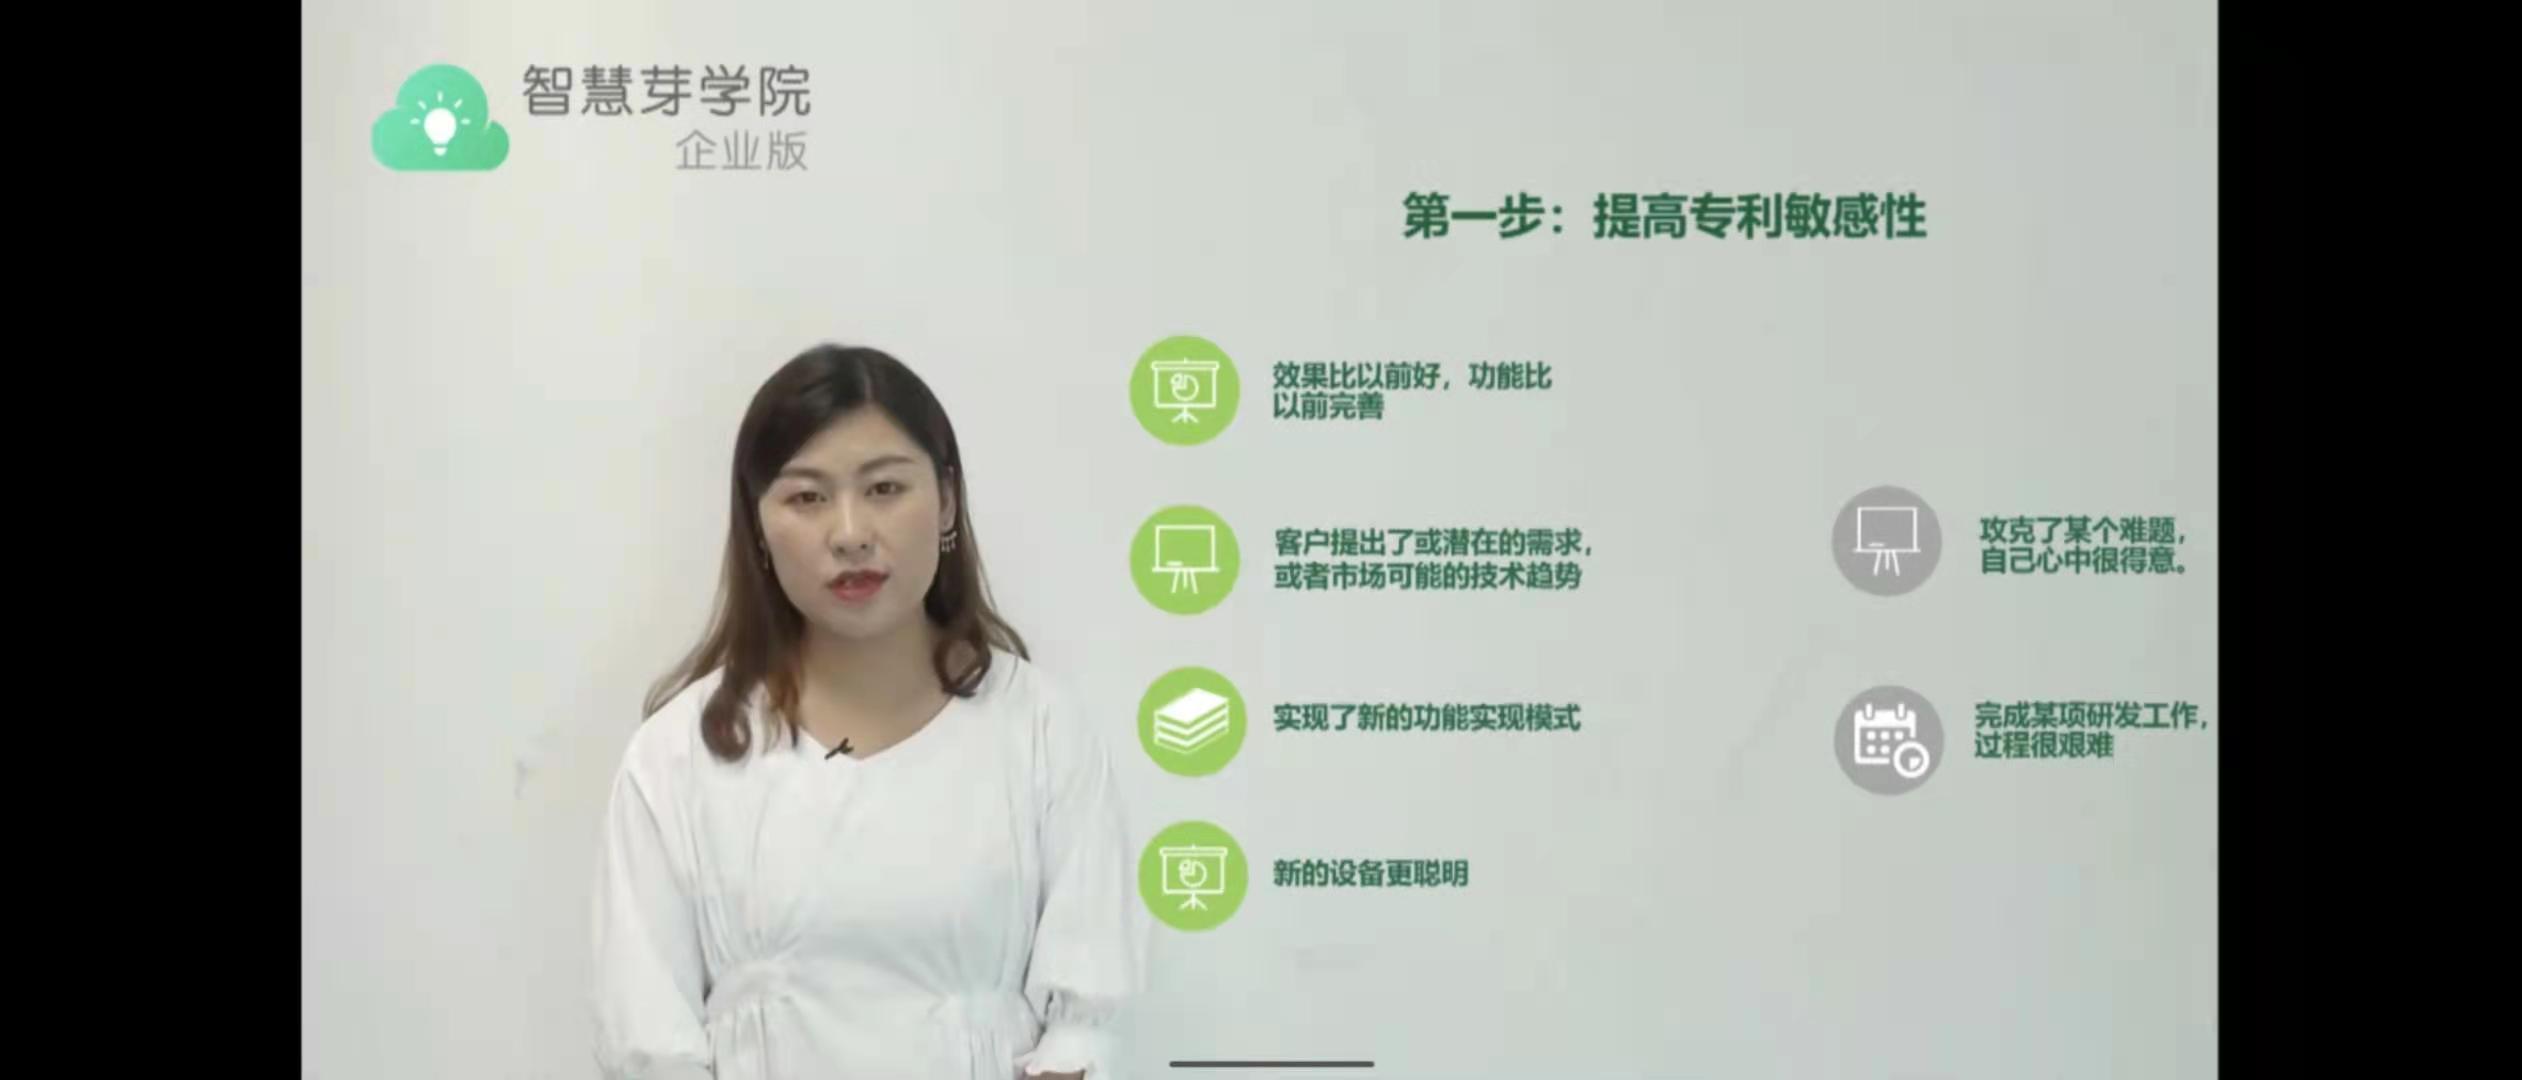 智慧芽学院
企业版
第一步：提高专利敏感性
效果比以前好，功能比
以前完善
客户提出了或潜在的需求，
或者市场可能的技术趋势
实现了新的功能实现模式
新的设备更聪明
攻克了某个难题，
自己心中很得意。
完成某项研发工作，
过程很艰难